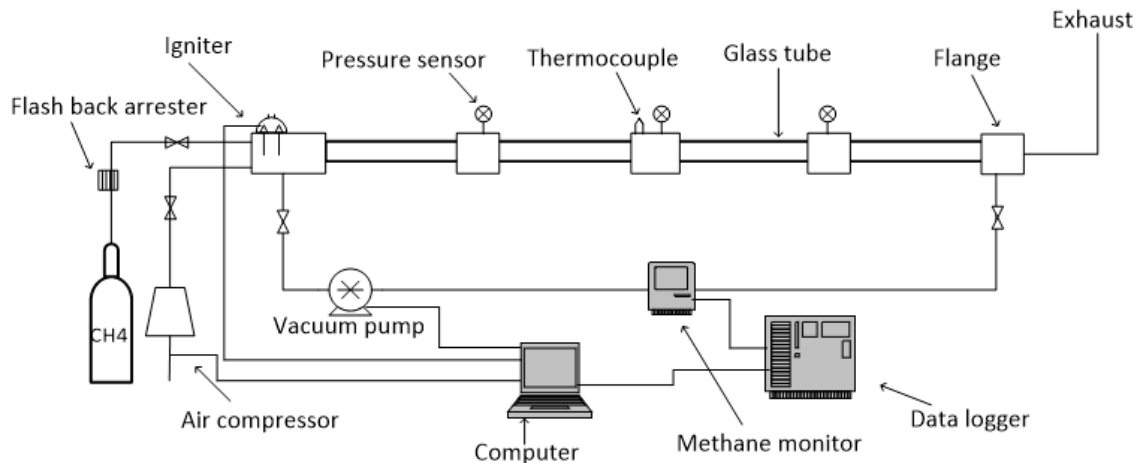 Exhaust
Igniter
Pressure sensor
Thermocouple
Glass tube
Flange
Flash back arrester
CH4
Vacuum pump
Air compressor
Computer
Methane monitor
Data logger